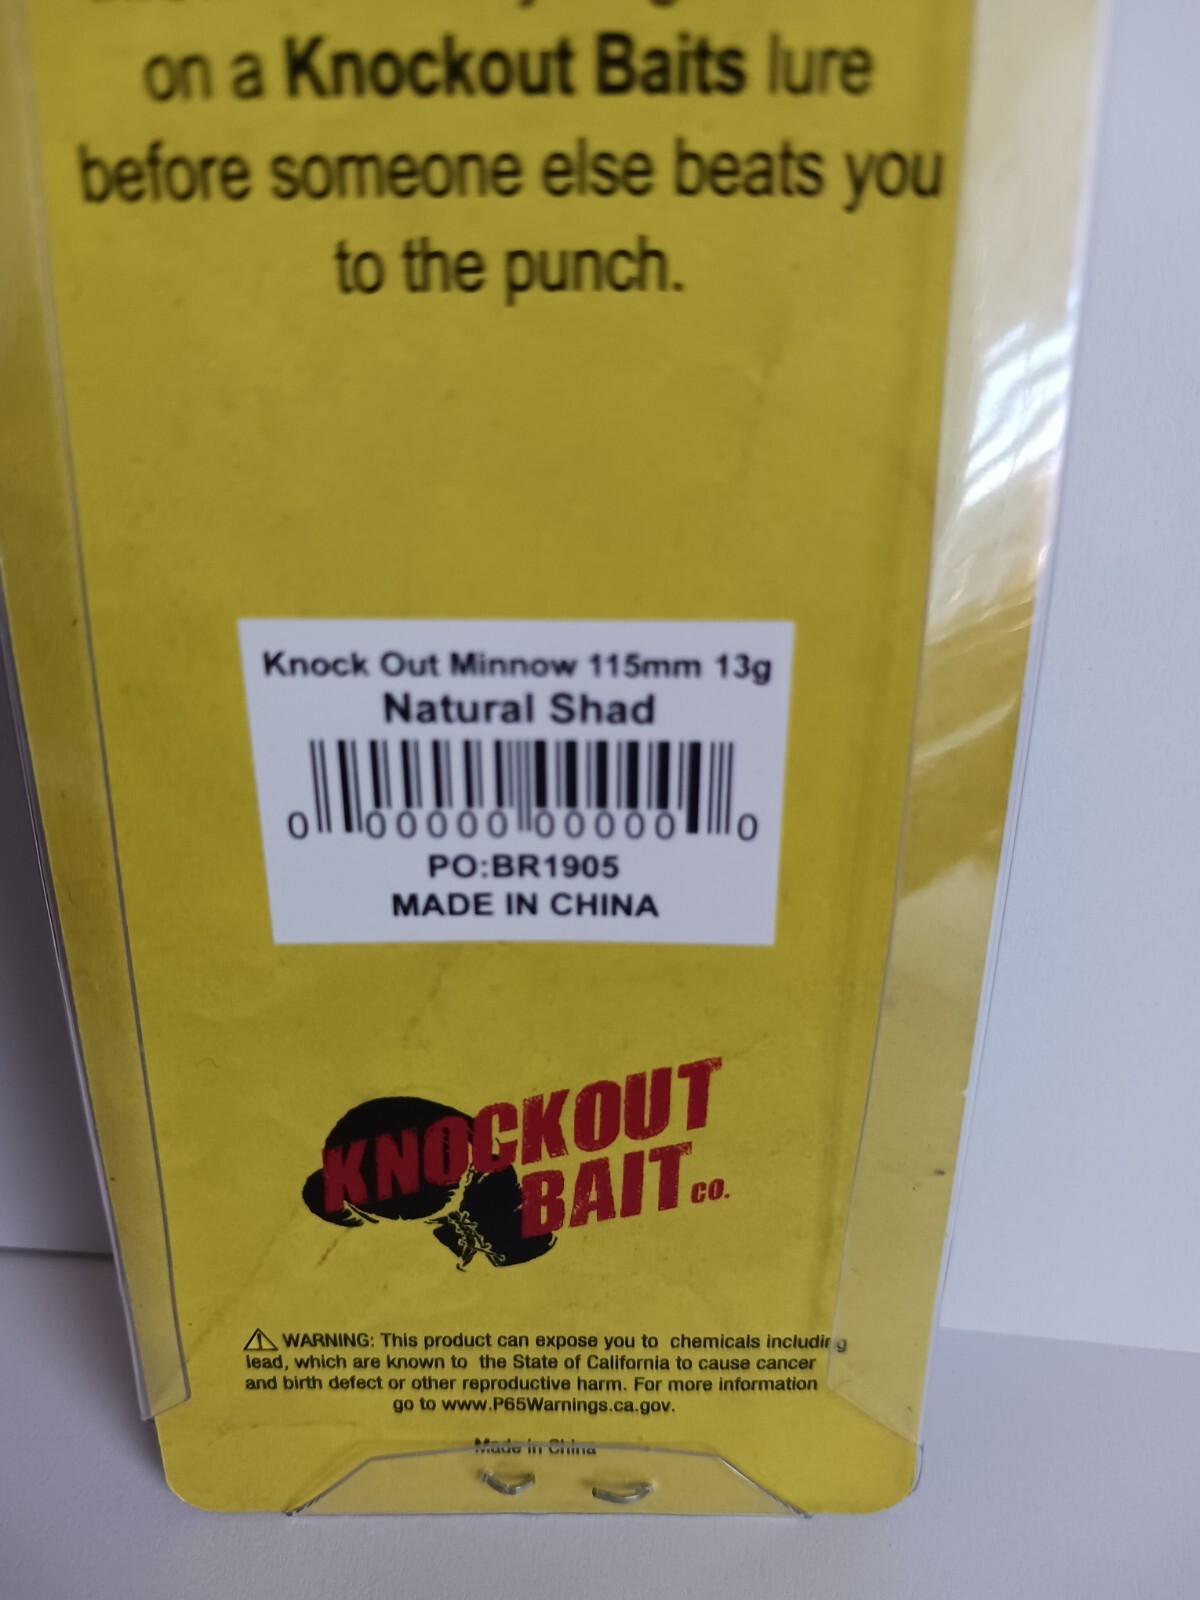 on a Knockout Baits lure
before someone else beats you
to the punch.
Knock Out Minnow 115mm 13g
Natural Shad
0 00000 00000 0
PO:BR1905
MADE IN CHINA
KNOCKOUT
BAIT CO.
WARNING: This product can expose you to chemicals including
lead, which are known to the State of California to cause cancer
and birth defect or other reproductive harm. For more information
go to www.P65Warnings.ca.gov.
Made in China